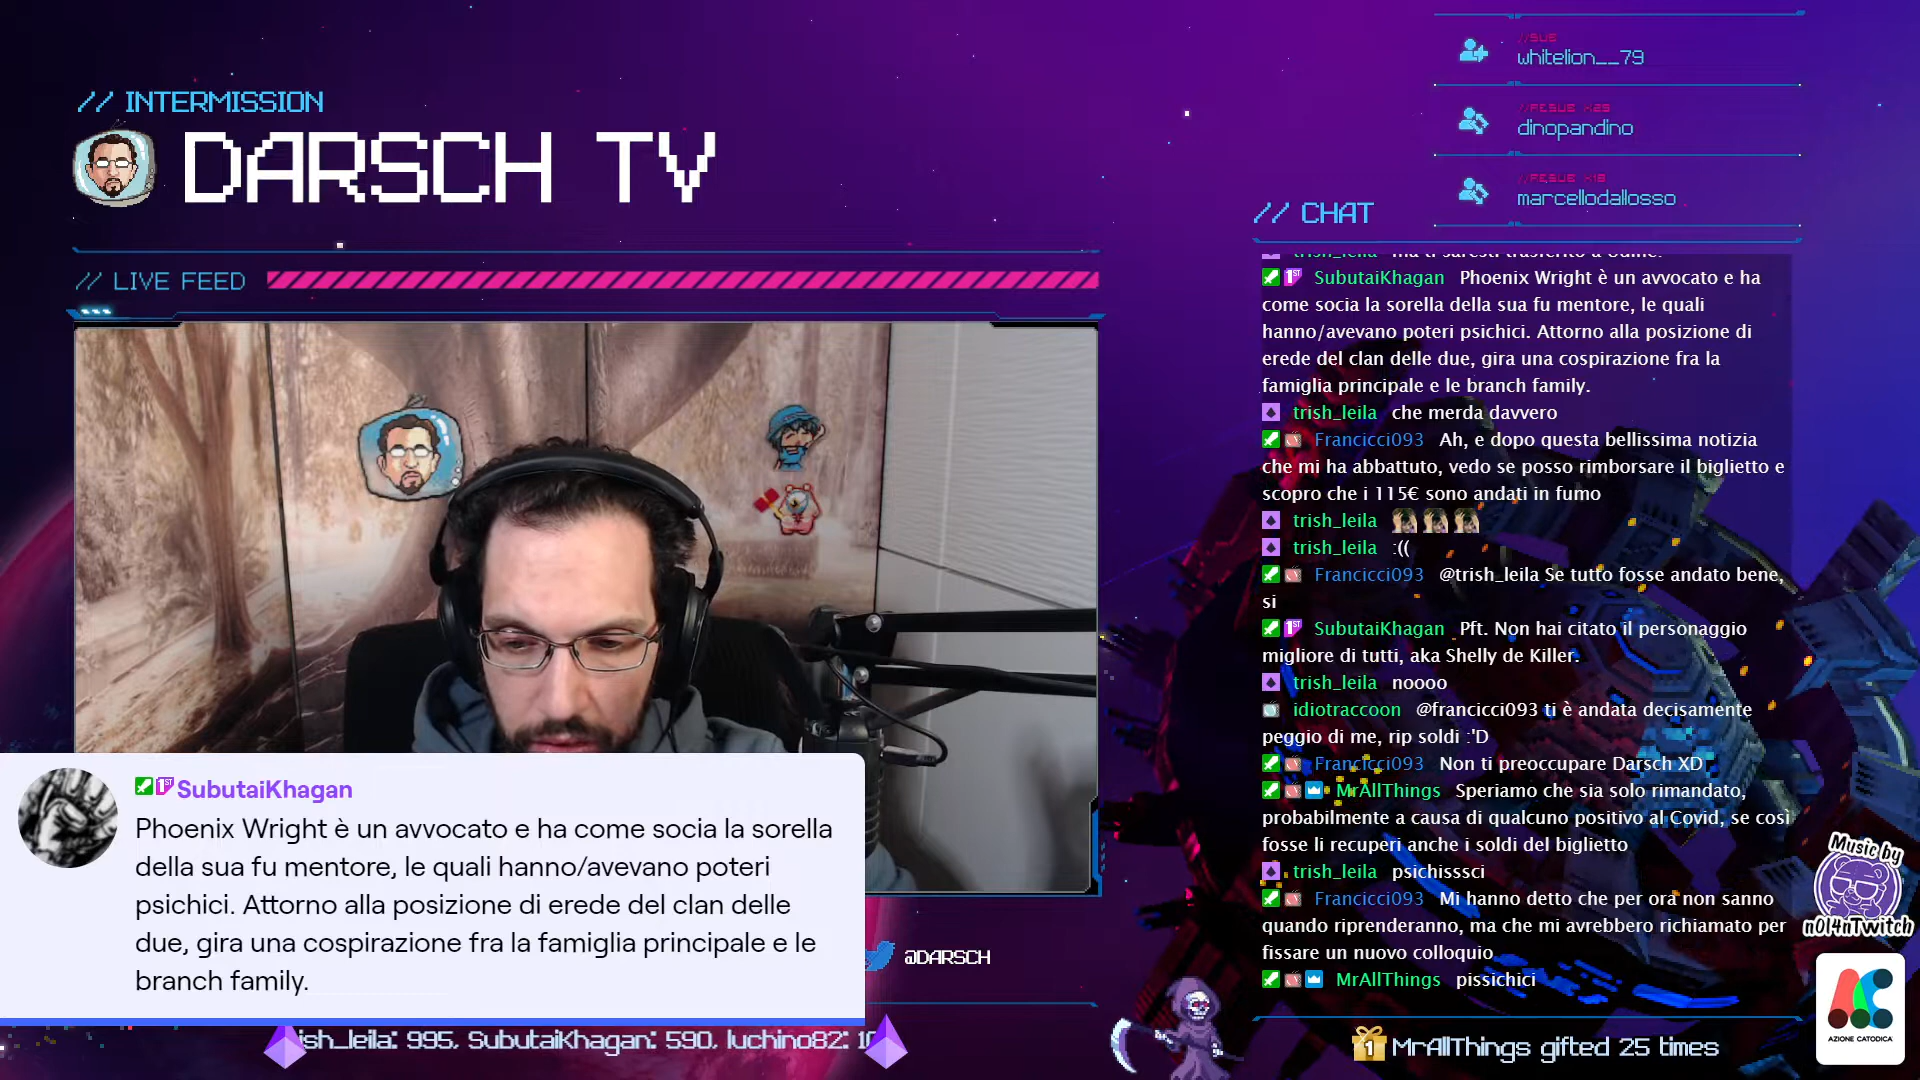 // INTERMISSION
DARSCH TV
// LIVE FEED
//SUB
whitelion__79
//RESUB X25
dinopandino
//RESUB X19
marcellodallosso
// CHAT
SubutaiKhagan Phoenix Wright è un avvocato e ha
come socia la sorella della sua fu mentore, le quali
hanno/avevano poteri psichici. Attorno alla posizione di
erede del clan delle due, gira una cospirazione fra la
famiglia principale e le branch family.
trish_leila che merda davvero
Francicci093 Ah, e dopo questa bellissima notizia
che mi ha abbattuto, vedo se posso rimborsare il biglietto e
scopro che i 115€ sono andati in fumo
trish_leila
trish_leila :((
Francicci093 @trish_leila Se tutto fosse andato bene,
si
SubutaiKhagan Pft. Non hai citato il personaggio
migliore di tutti, aka Shelly de Killer.
trish_leila noooo
idiotraccoon @francicci093 ti è andata decisamente
peggio di me, rip soldi :'D
Francicci093 Non ti preoccupare Darsch XD
MrAllThings Speriamo che sia solo rimandato,
probabilmente a causa di qualcuno positivo al Covid, se così
fosse li recuperi anche i soldi del biglietto
trish_leila psichisssci
Francicci093 Mi hanno detto che per ora non sanno
quando riprenderanno, ma che mi avrebbero richiamato per
fissare un nuovo colloquio
MrAllThings pissichici
SubutaiKhagan
Phoenix Wright è un avvocato e ha come socia la sorella
della sua fu mentore, le quali hanno/avevano poteri
psichici. Attorno alla posizione di erede del clan delle
due, gira una cospirazione fra la famiglia principale e le
branch family.
@DARSCH
ish_leila: 995, SubutaiKhagan: 590, luchino82:
1 MrAllThings gifted 25 times
Music by
n0l4nTwitch
AZIONE CATODICA